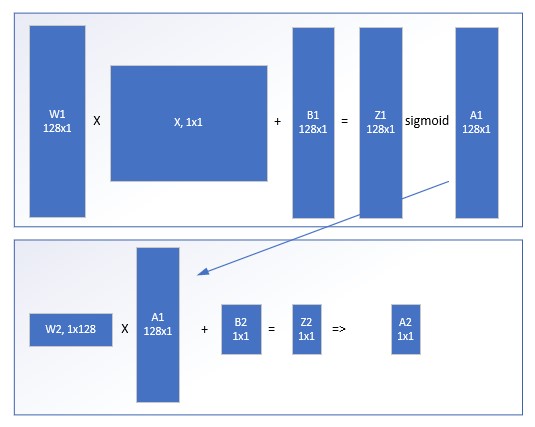 W1
128x1
X
X, 1x1
+
B1
128x1
=
Z1
128x1
sigmoid
A1
128x1
W2, 1x128
X
A1
128x1
+
B2
1x1
=
Z2
1x1
=>
A2
1x1